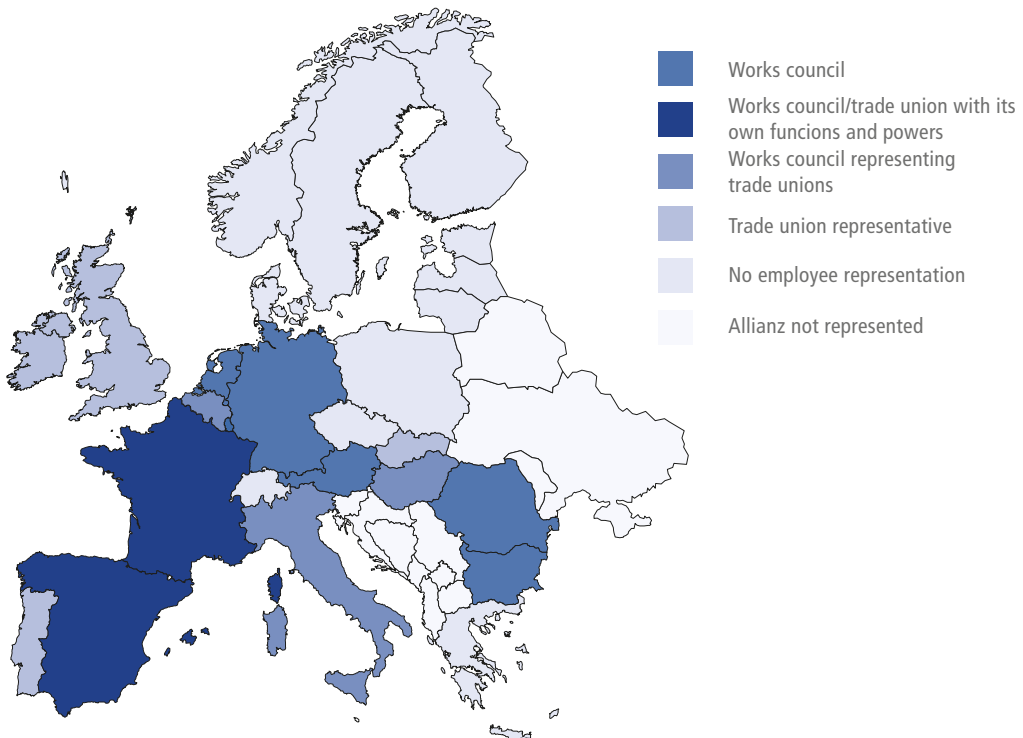 Works council
Works council/trade union with its
own funcions and powers
Works council representing
trade unions
Trade union representative
No employee representation
Allianz not represented